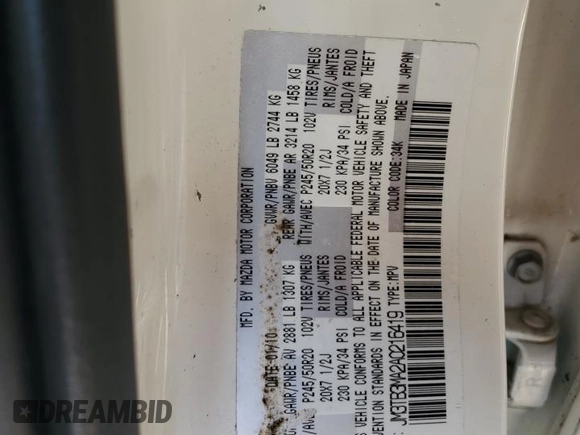 MFD. BY MAZDA MOTOR CORPORATION
DATE 01/10 GVWR/PNBV 6049 LB 2744 KG
GAWR/PNBE AV 2881 LB 1307 KG REAR GAWR/PNBE AR 3214 LB 1458 KG
P245/50R20 102V TIRES/PNEUS WITH/AVEC P245/50R20 102V TIRES/PNEUS
20X7 1/2J RIMS/JANTES 20X7 1/2J RIMS/JANTES
230 KPA/34 PSI COLD/A FROID 230 KPA/34 PSI COLD/A FROID
VEHICLE CONFORMS TO ALL APPLICABLE FEDERAL MOTOR VEHICLE SAFETY AND THEFT
PREVENTION STANDARDS IN EFFECT ON THE DATE OF MANUFACTURE SHOWN ABOVE.
JM3TB3MA2A0216419 TYPE:MPV COLOR CODE:34K MADE IN JAPAN
DREAMBID